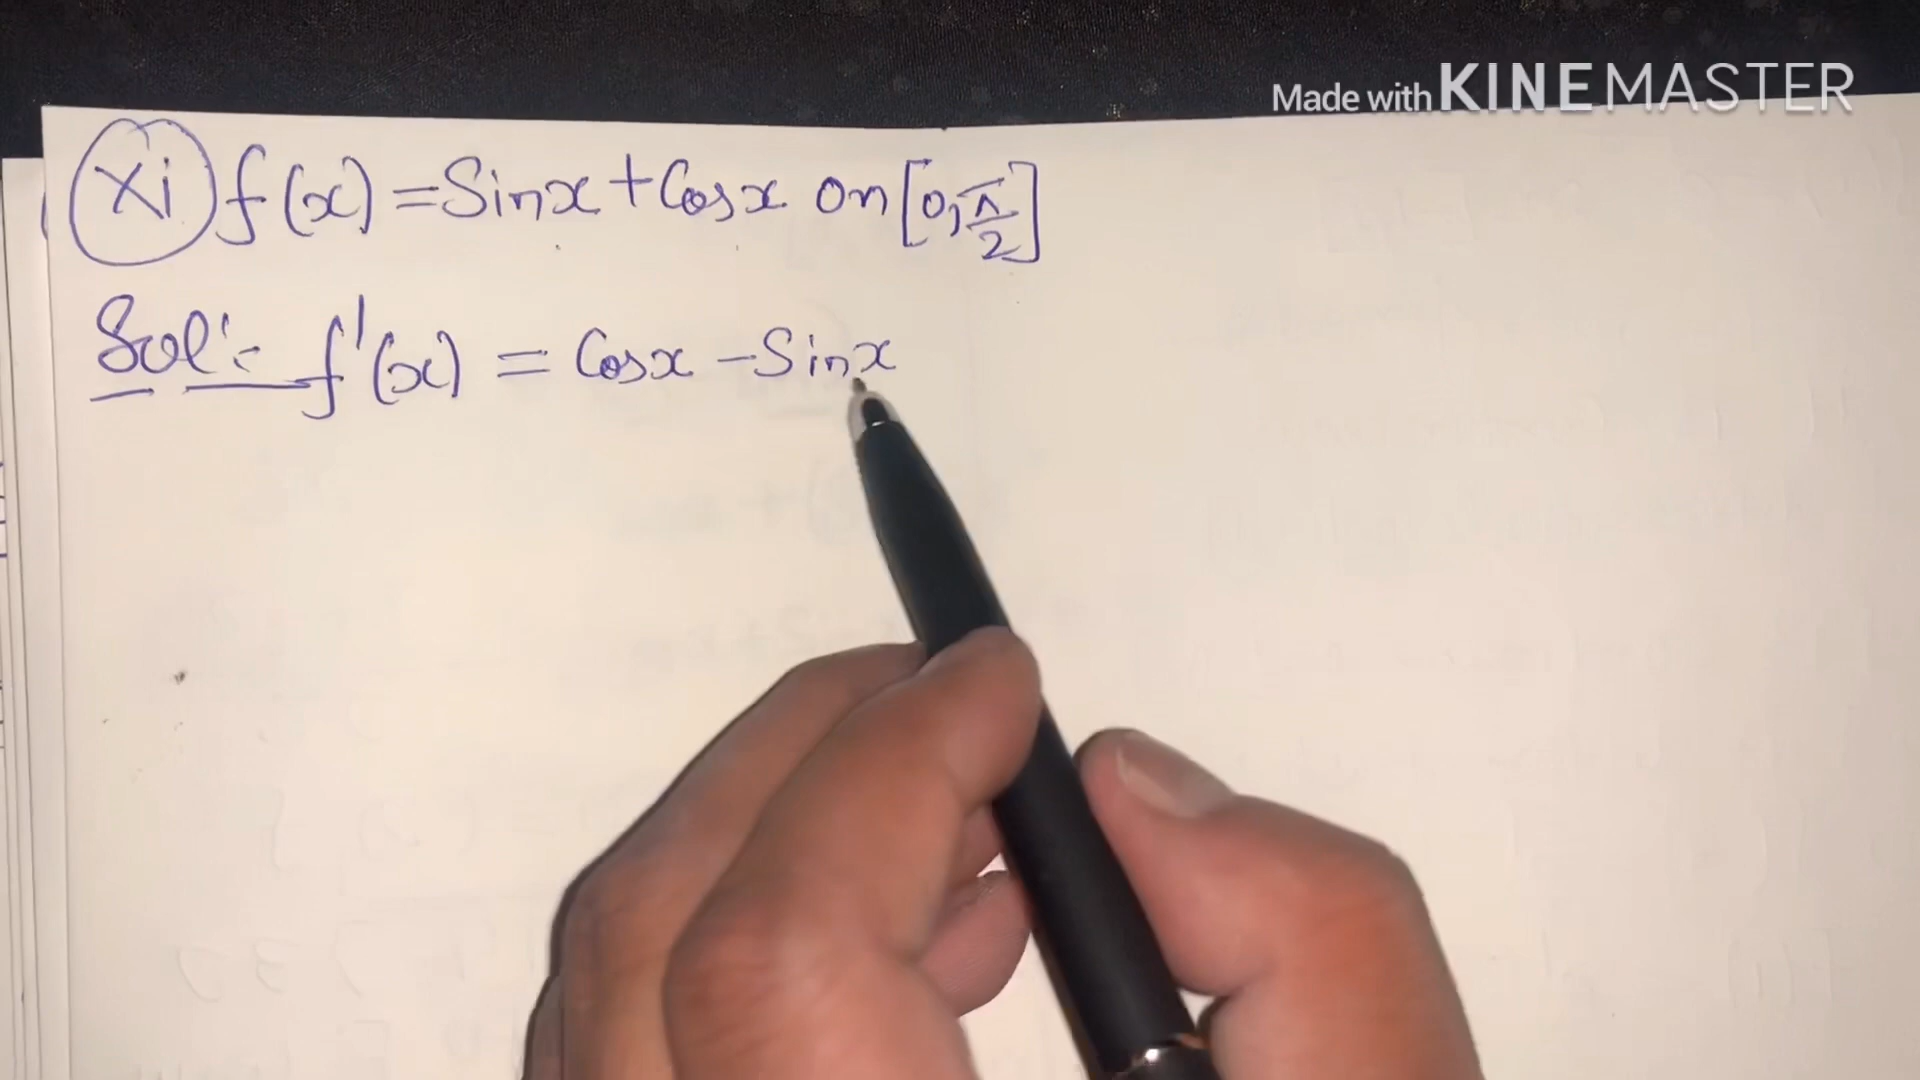 Made with KINEMASTER
xi f(x) = Sinx + Cosx on [0, π/2]
Sol:- f'(x) = Cosx - Sinx